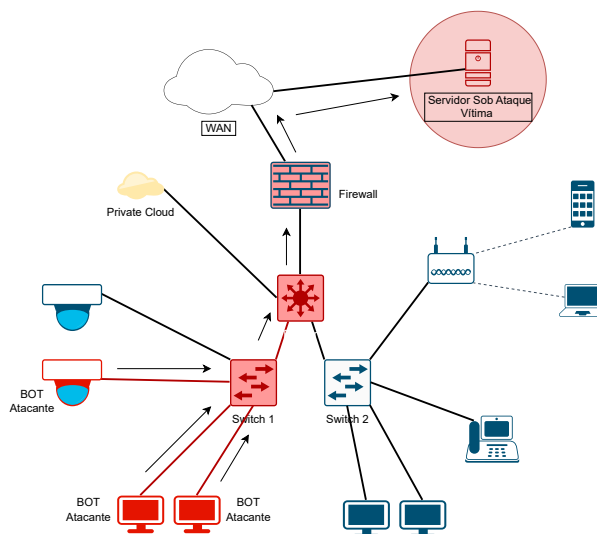 Servidor Sob Ataque
Vítima
WAN
Firewall
Private Cloud
BOT
Atacante
Switch 1
Switch 2
BOT
Atacante
BOT
Atacante